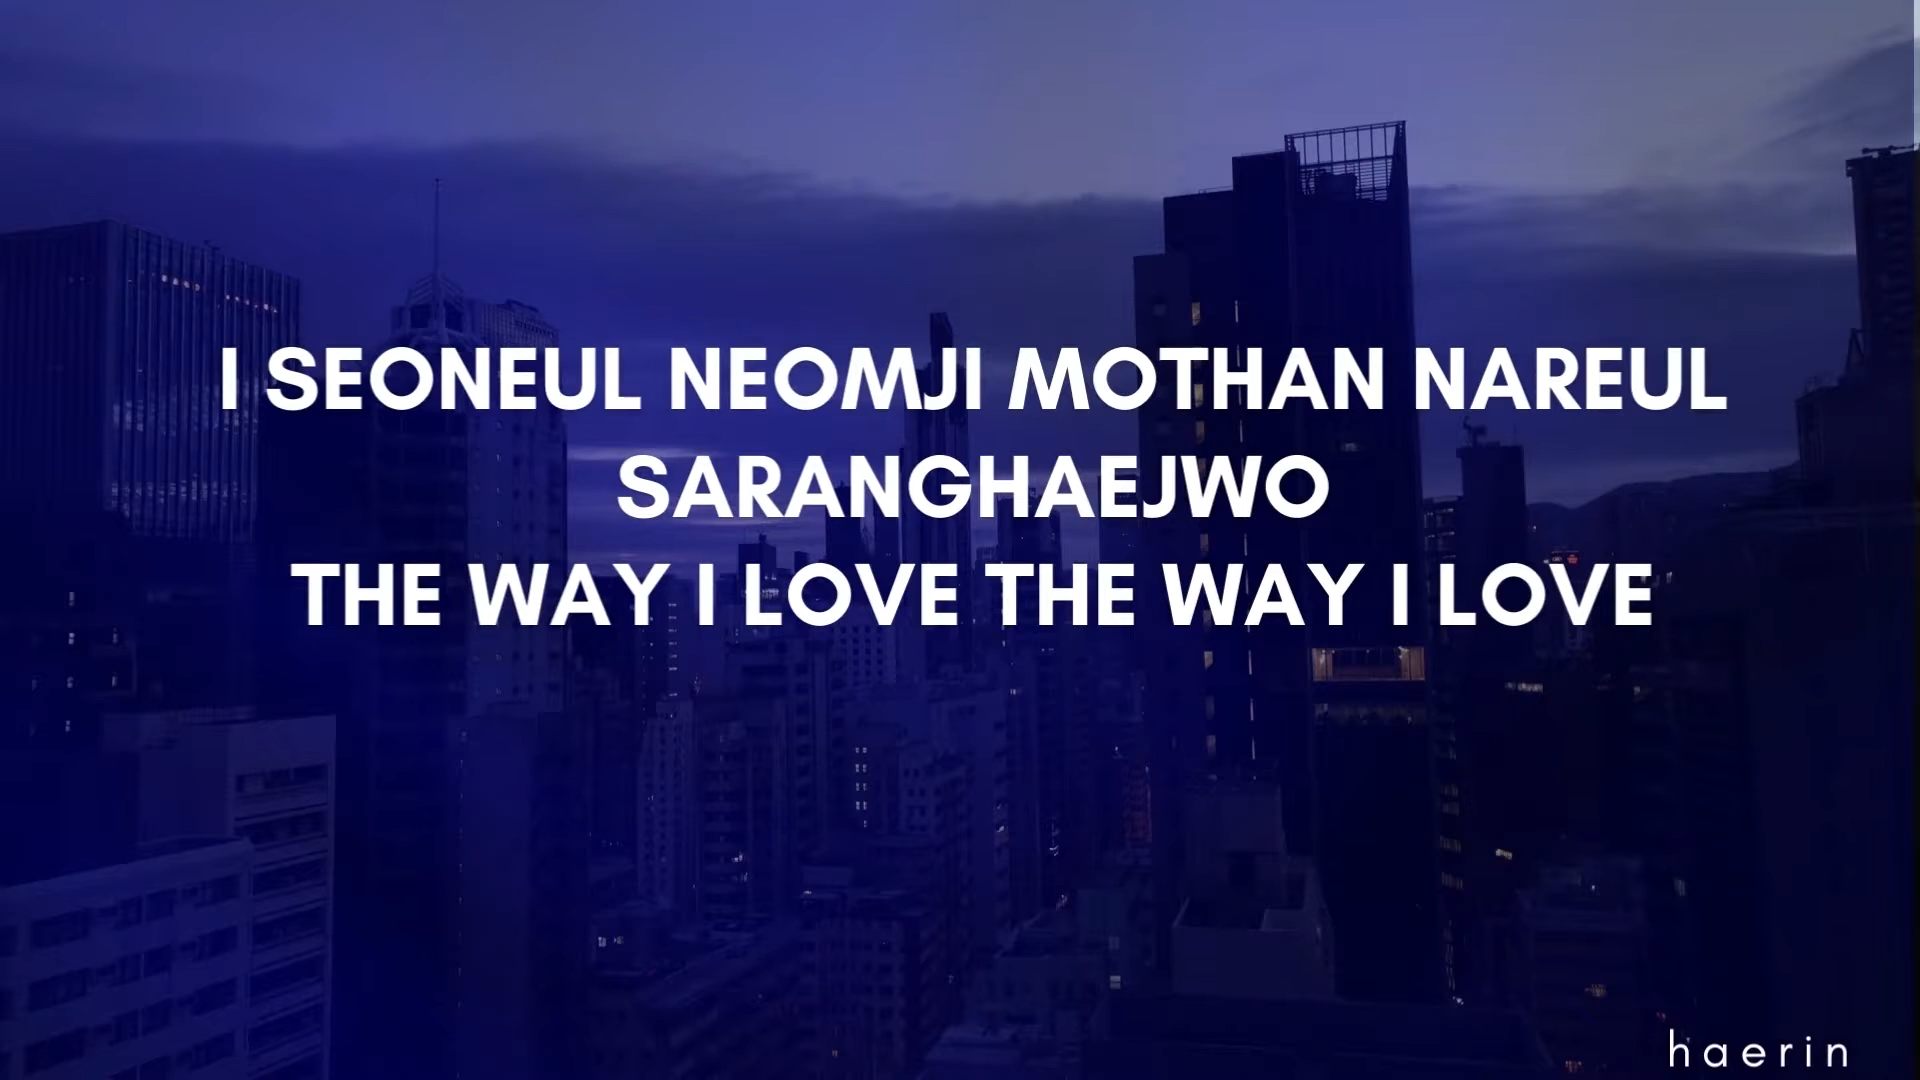 I SEONEUL NEOMJI MOTHAN NAREUL
SARANGHAEJWO
THE WAY I LOVE THE WAY I LOVE
haerin